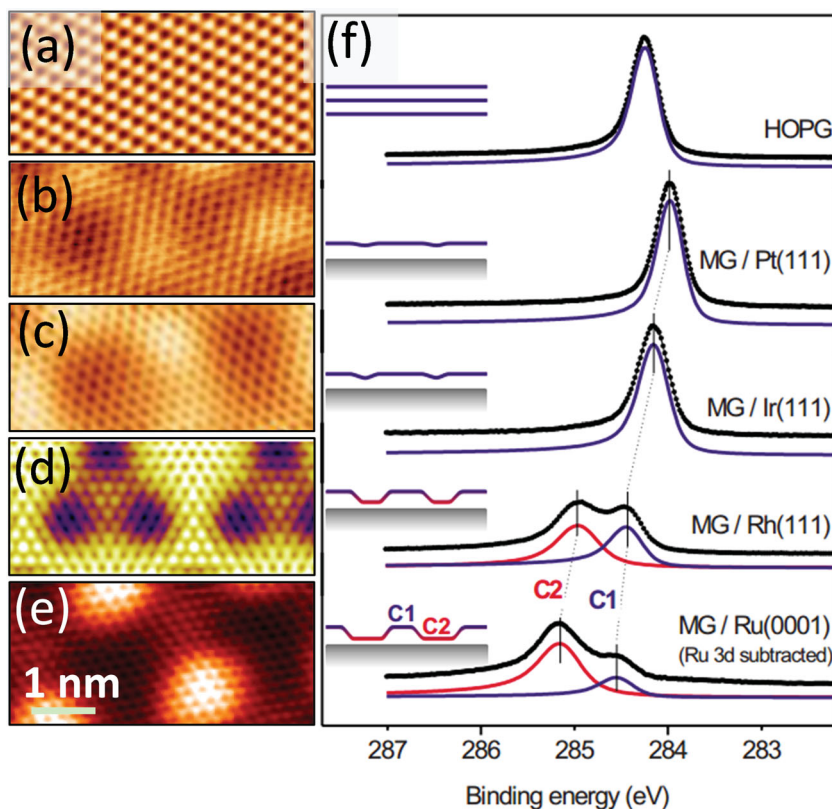 (a)
(b)
(c)
(d)
(e)
1 nm
(f)
HOPG
MG / Pt(111)
MG / Ir(111)
MG / Rh(111)
C2
C1
C1
C2
MG / Ru(0001)
(Ru 3d subtracted)
287 286 285 284 283
Binding energy (eV)